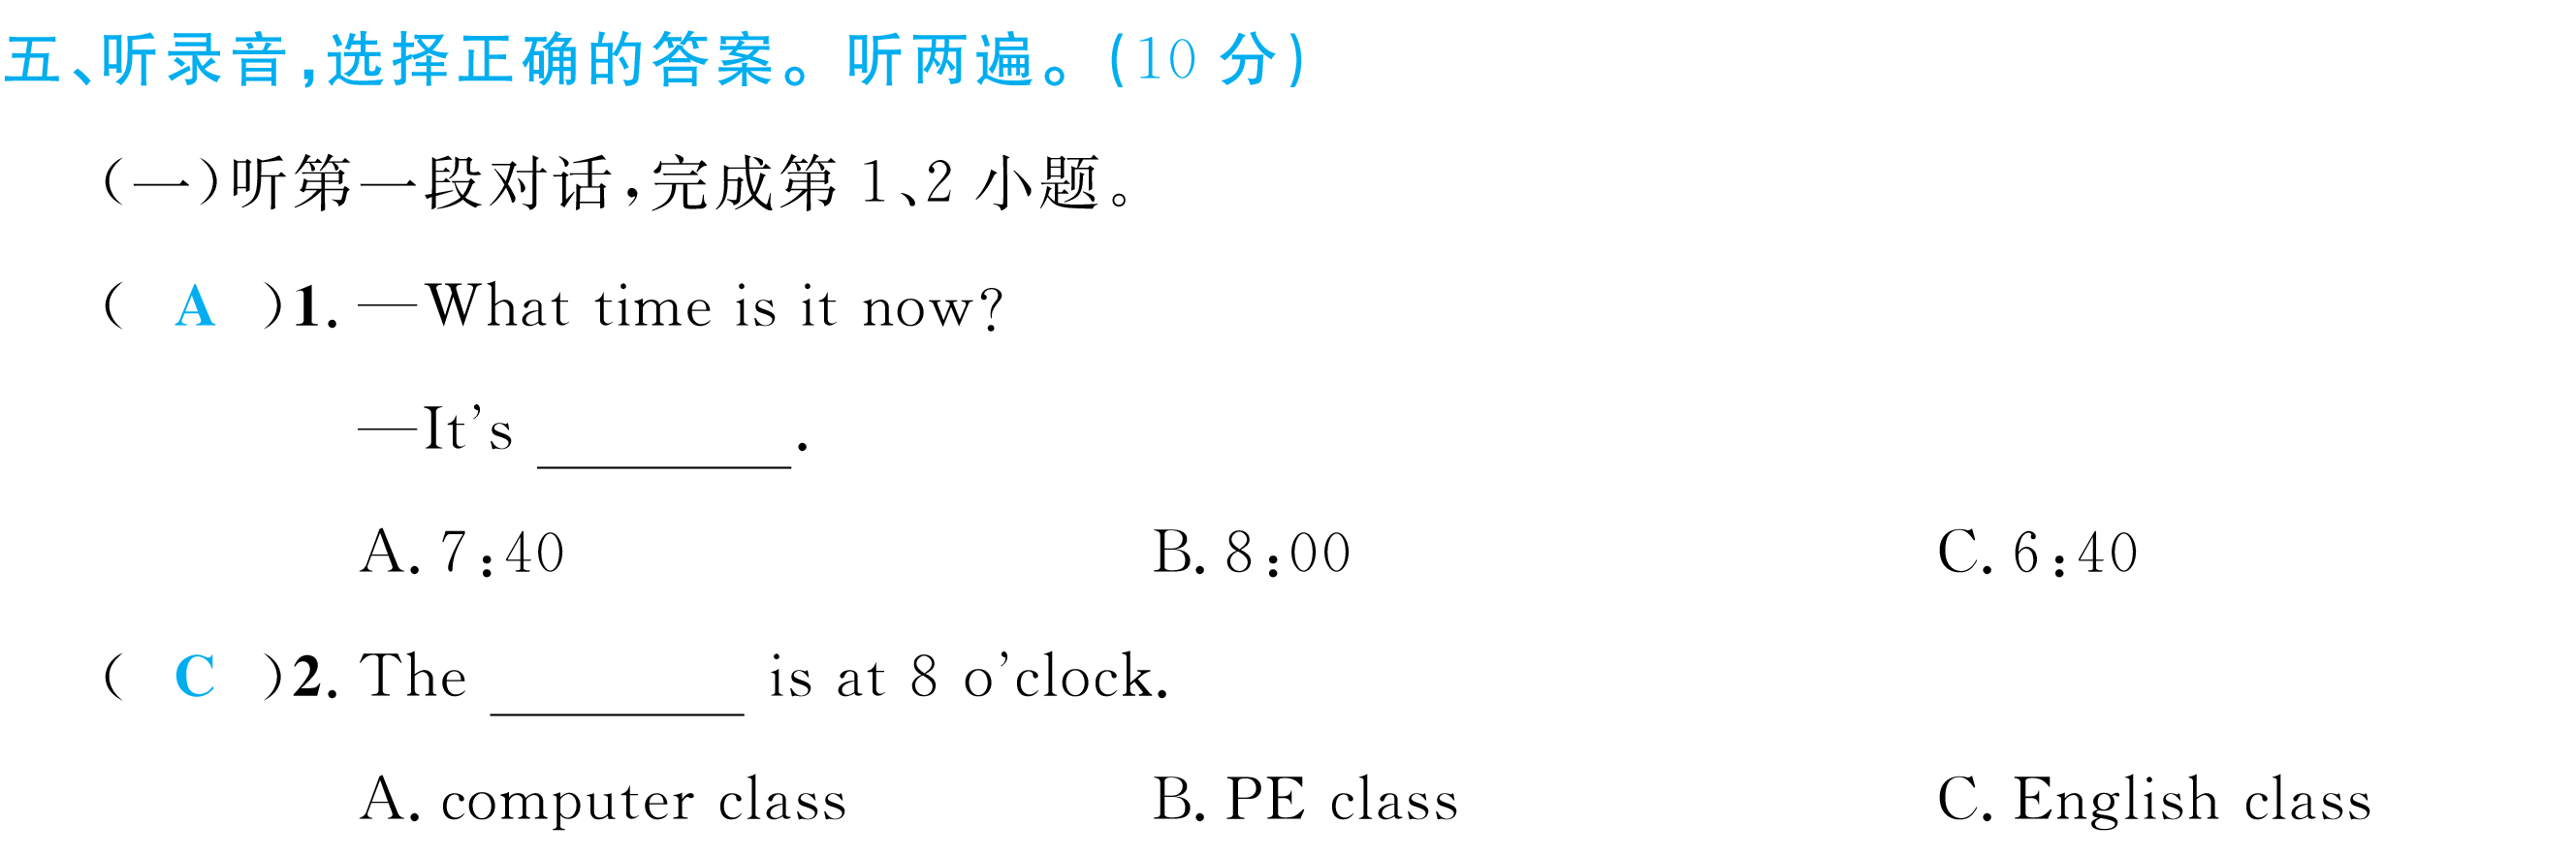 五、听录音,选择正确的答案。听两遍。(10 分)
(一)听第一段对话,完成第 1、2 小题。
( A )1. —What time is it now?
—It's ________.
A. 7:40 B. 8:00 C. 6:40
( C )2. The ________ is at 8 o'clock.
A. computer class B. PE class C. English class